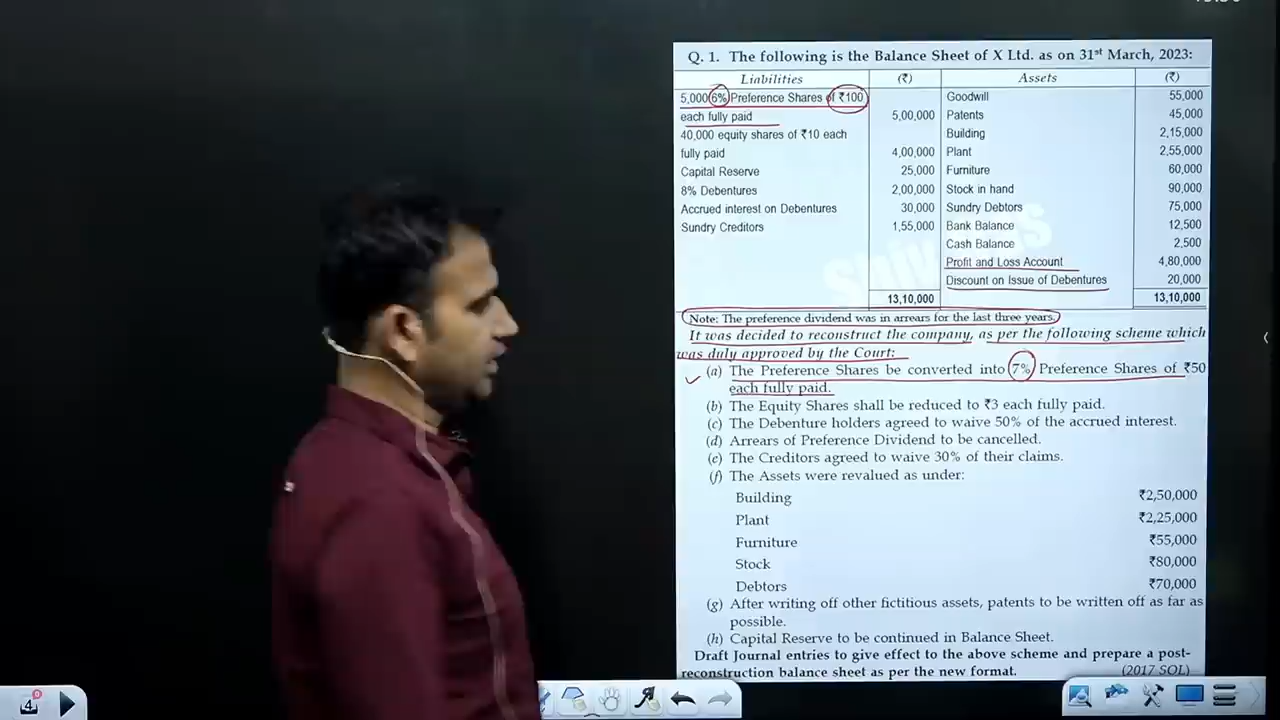 Q. 1. The following is the Balance Sheet of X Ltd. as on 31st March, 2023:
Liabilities (₹) Assets (₹)
5,000 6% Preference Shares of ₹100 Goodwill 55,000
each fully paid 5,00,000 Patents 45,000
40,000 equity shares of ₹10 each Building 2,15,000
fully paid 4,00,000 Plant 2,55,000
Capital Reserve 25,000 Furniture 60,000
8% Debentures 2,00,000 Stock in hand 90,000
Accrued interest on Debentures 30,000 Sundry Debtors 75,000
Sundry Creditors 1,55,000 Bank Balance 12,500
Cash Balance 2,500
Profit and Loss Account 4,80,000
Discount on Issue of Debentures 20,000
13,10,000 13,10,000
Note: The preference dividend was in arrears for the last three years.
It was decided to reconstruct the company, as per the following scheme which
was duly approved by the Court:
(a) The Preference Shares be converted into 7% Preference Shares of ₹50
each fully paid.
(b) The Equity Shares shall be reduced to ₹3 each fully paid.
(c) The Debenture holders agreed to waive 50% of the accrued interest.
(d) Arrears of Preference Dividend to be cancelled.
(e) The Creditors agreed to waive 30% of their claims.
(f) The Assets were revalued as under:
Building ₹2,50,000
Plant ₹2,25,000
Furniture ₹55,000
Stock ₹80,000
Debtors ₹70,000
(g) After writing off other fictitious assets, patents to be written off as far as
possible.
(h) Capital Reserve to be continued in Balance Sheet.
Draft Journal entries to give effect to the above scheme and prepare a post-
reconstruction balance sheet as per the new format. (2017 SOL)
4